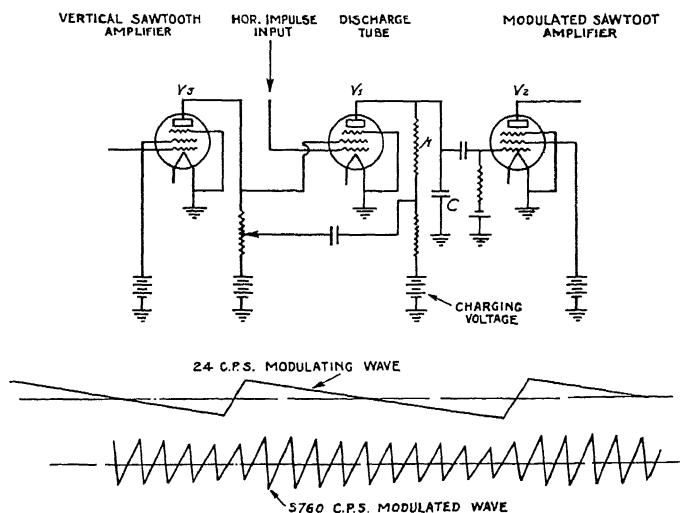 VERTICAL SAWTOOTH
AMPLIFIER
HOR. IMPULSE
INPUT
DISCHARGE
TUBE
MODULATED SAWTOOT
AMPLIFIER
V3
V1
V2
r
C
CHARGING
VOLTAGE
24 C.P.S. MODULATING WAVE
5760 C.P.S. MODULATED WAVE